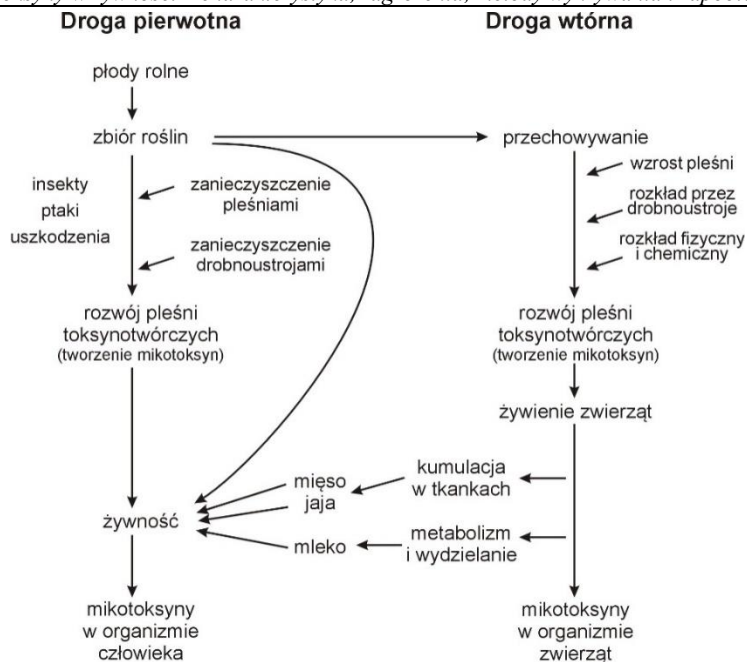 Droga pierwotna
Droga wtórna
płody rolne
zbiór roślin
przechowywanie
insekty
ptaki
uszkodzenia
zanieczyszczenie
pleśniami
zanieczyszczenie
drobnoustrojami
wzrost pleśni
rozkład przez
drobnoustroje
rozkład fizyczny
i chemiczny
rozwój pleśni
toksynotwórczych
(tworzenie mikotoksyn)
rozwój pleśni
toksynotwórczych
(tworzenie mikotoksyn)
żywienie zwierząt
kumulacja
w tkankach
mięso
jaja
żywność
mleko
metabolizm
i wydzielanie
mikotoksyny
w organizmie
człowieka
mikotoksyny
w organizmie
zwierząt